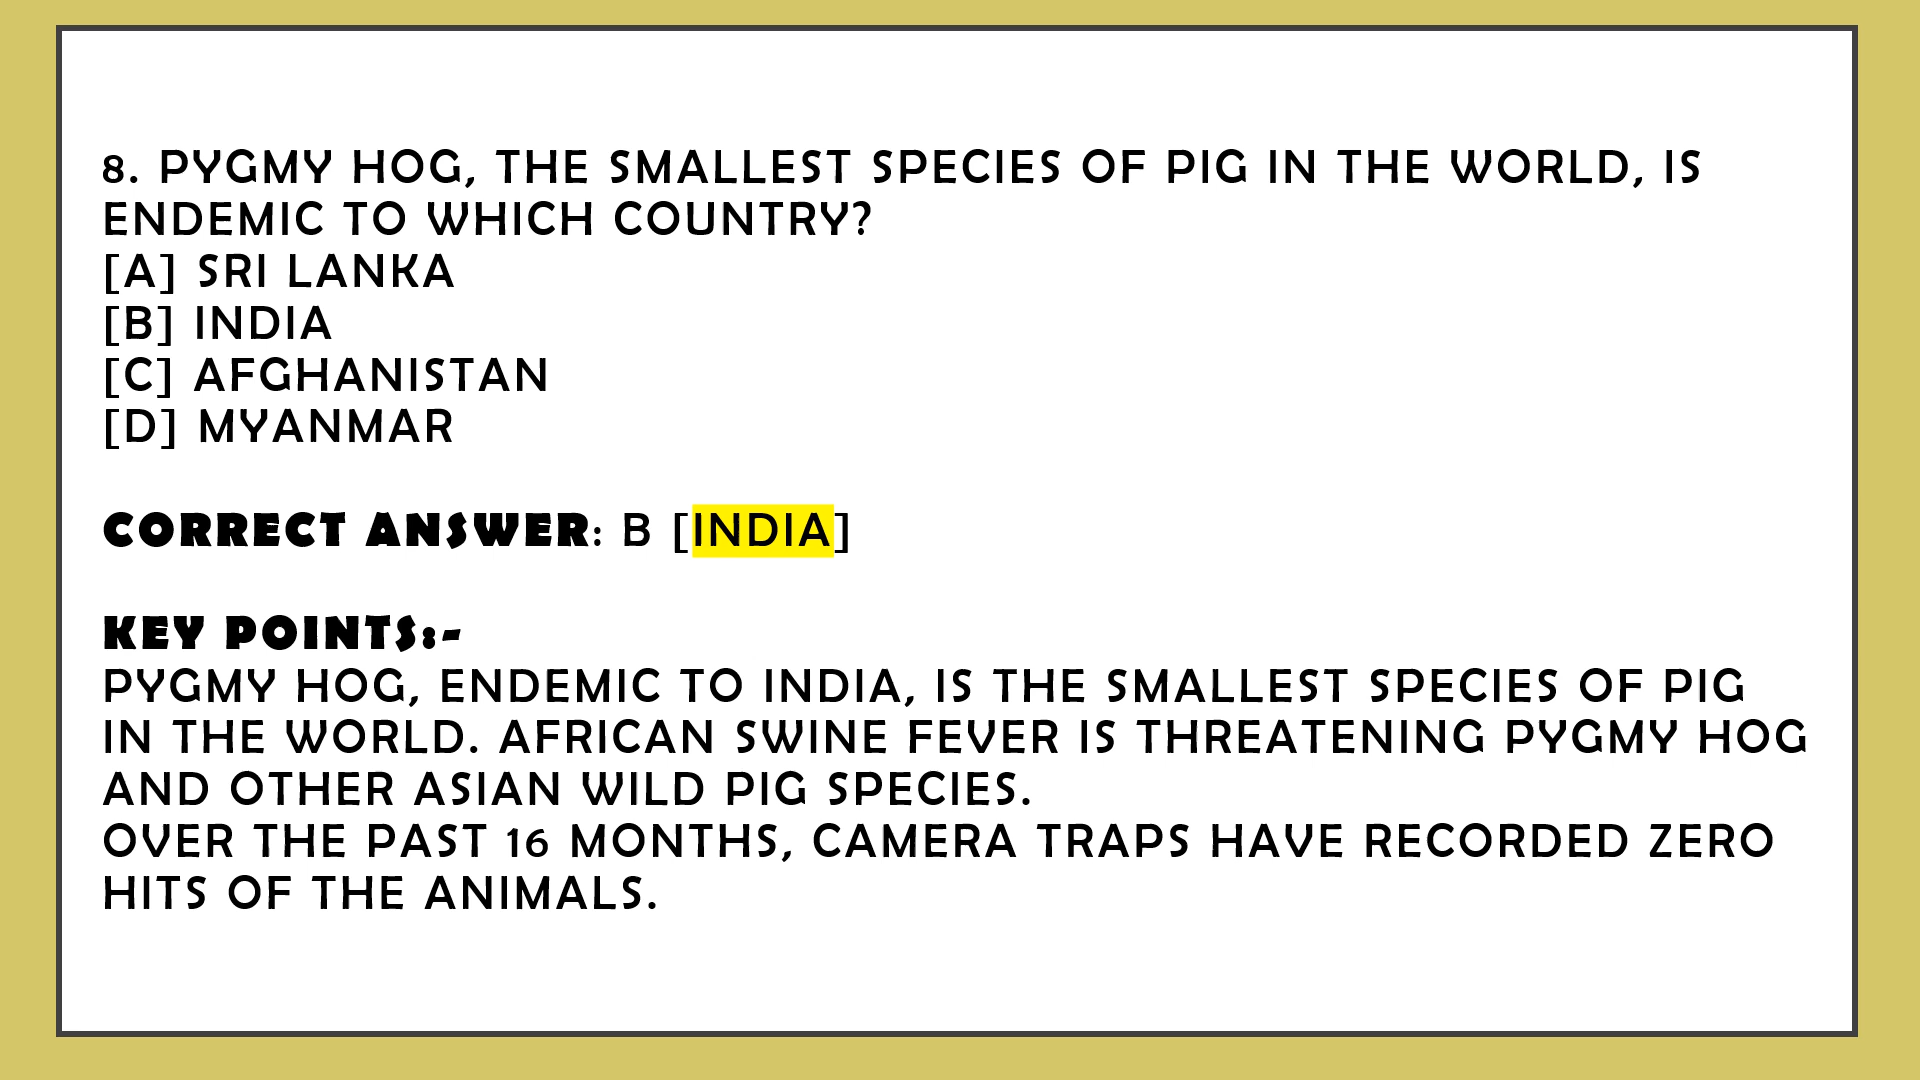 8. PYGMY HOG, THE SMALLEST SPECIES OF PIG IN THE WORLD, IS
ENDEMIC TO WHICH COUNTRY?
[A] SRI LANKA
[B] INDIA
[C] AFGHANISTAN
[D] MYANMAR
CORRECT ANSWER: B [INDIA]
KEY POINTS:-
PYGMY HOG, ENDEMIC TO INDIA, IS THE SMALLEST SPECIES OF PIG
IN THE WORLD. AFRICAN SWINE FEVER IS THREATENING PYGMY HOG
AND OTHER ASIAN WILD PIG SPECIES.
OVER THE PAST 16 MONTHS, CAMERA TRAPS HAVE RECORDED ZERO
HITS OF THE ANIMALS.